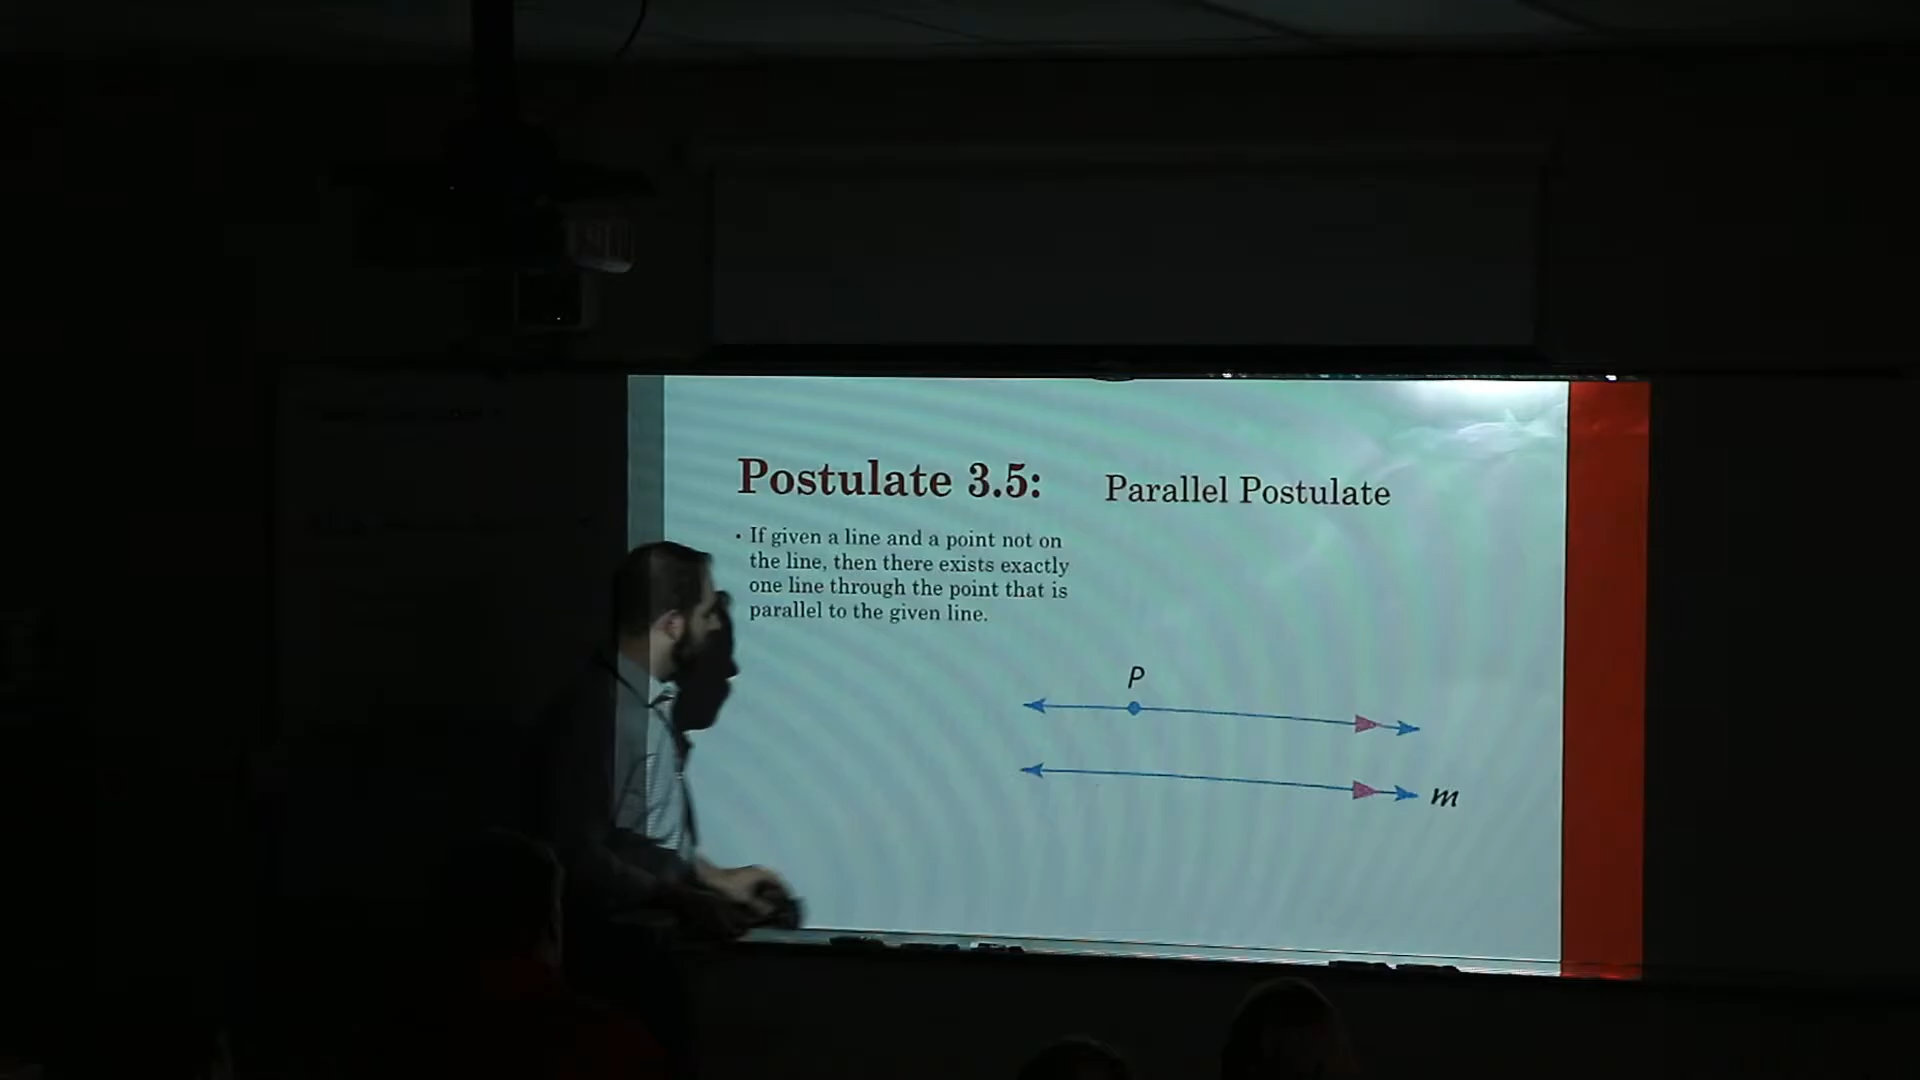 Postulate 3.5:
Parallel Postulate
• If given a line and a point not on
the line, then there exists exactly
one line through the point that is
parallel to the given line.
P
m